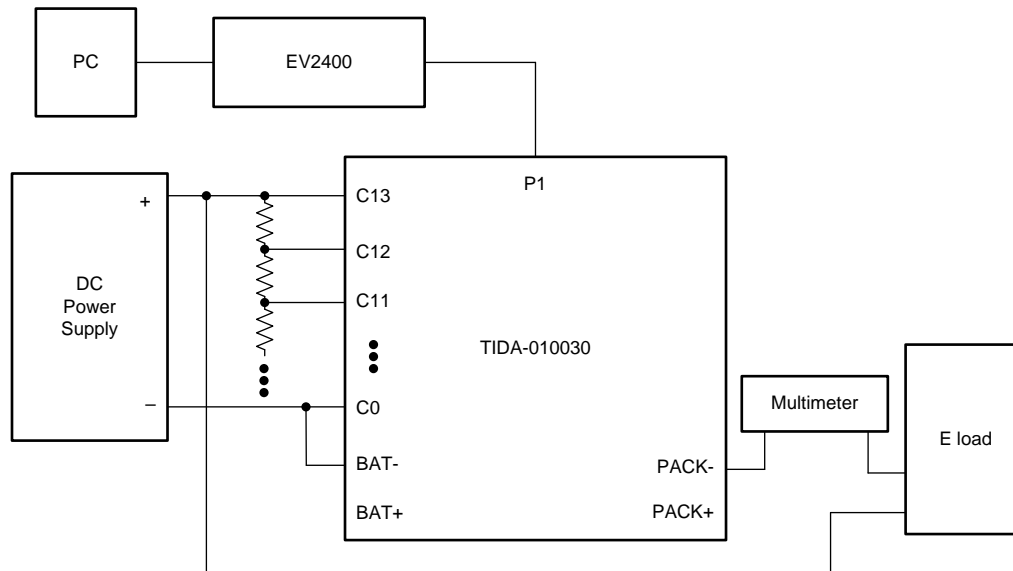 PC
EV2400
P1
+
C13
C12
DC
Power
Supply
C11
TIDA-010030
Multimeter
–
C0
E load
BAT-
PACK-
BAT+
PACK+